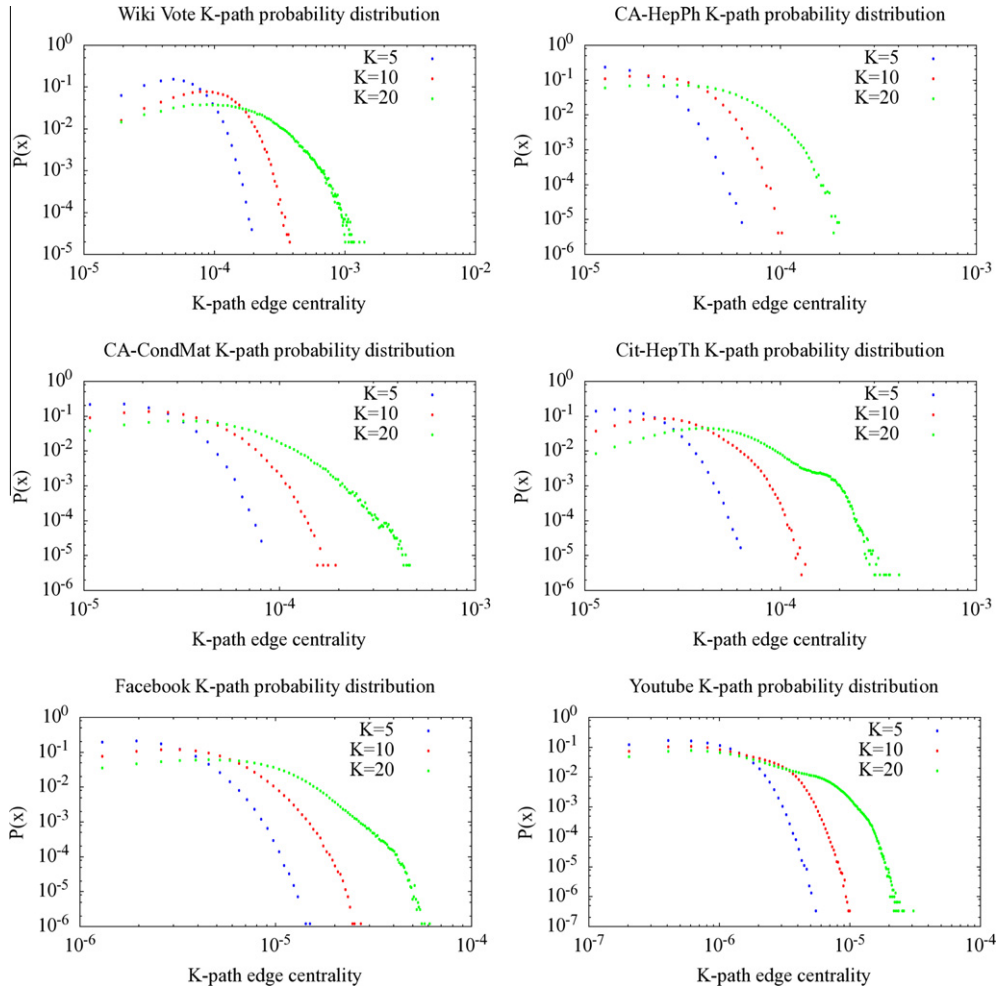 Wiki Vote K-path probability distribution
10^0
10^-1
10^-2
10^-3
10^-4
10^-5
P(x)
K=5
K=10
K=20
10^-5 10^-4 10^-3 10^-2
K-path edge centrality
CA-HepPh K-path probability distribution
10^0
10^-1
10^-2
10^-3
10^-4
10^-5
10^-6
P(x)
K=5
K=10
K=20
10^-5 10^-4 10^-3
K-path edge centrality
CA-CondMat K-path probability distribution
10^0
10^-1
10^-2
10^-3
10^-4
10^-5
10^-6
P(x)
K=5
K=10
K=20
10^-5 10^-4 10^-3
K-path edge centrality
Cit-HepTh K-path probability distribution
10^0
10^-1
10^-2
10^-3
10^-4
10^-5
10^-6
P(x)
K=5
K=10
K=20
10^-5 10^-4 10^-3
K-path edge centrality
Facebook K-path probability distribution
10^0
10^-1
10^-2
10^-3
10^-4
10^-5
10^-6
P(x)
K=5
K=10
K=20
10^-6 10^-5 10^-4
K-path edge centrality
Youtube K-path probability distribution
10^0
10^-1
10^-2
10^-3
10^-4
10^-5
10^-6
10^-7
P(x)
K=5
K=10
K=20
10^-7 10^-6 10^-5 10^-4
K-path edge centrality